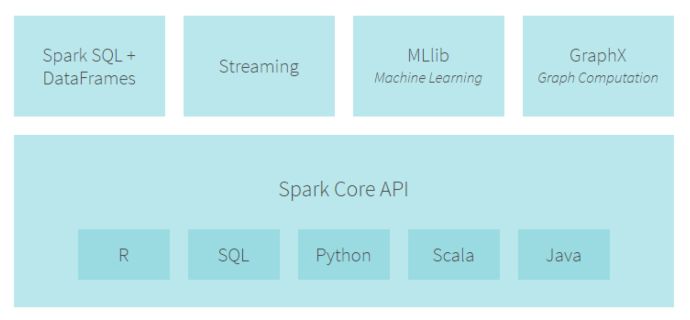 Spark SQL +
DataFrames
Streaming
MLlib
Machine Learning
GraphX
Graph Computation
Spark Core API
R
SQL
Python
Scala
Java